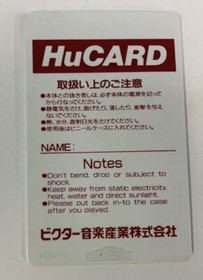 HuCARD
取扱い上のご注意
●本体との抜き差しは、必ず本体の電源を切って
から行なってください。
●静電気をさけ、曲げたり、落したり、衝撃を与え
ないでください。
●熱、水分、直射日光をさけてください。
●使用後はビニールケースに入れてください。
NAME:
Notes
●Don't bend, drop or subject to
shock.
●Keep away from static electricity,
heat, water and direct sunlight.
●Please put back in-to the case
after you played.
ビクター音楽産業株式会社